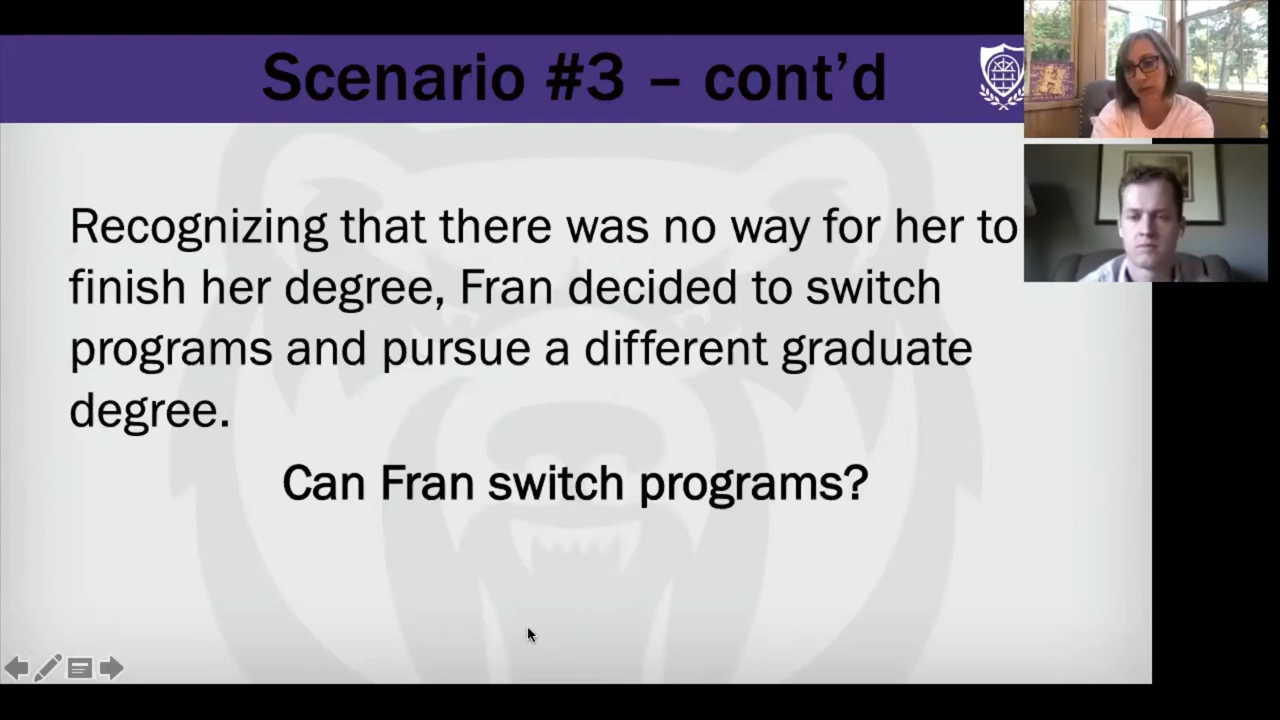 Scenario #3 – cont’d
Recognizing that there was no way for her to
finish her degree, Fran decided to switch
programs and pursue a different graduate
degree.
Can Fran switch programs?